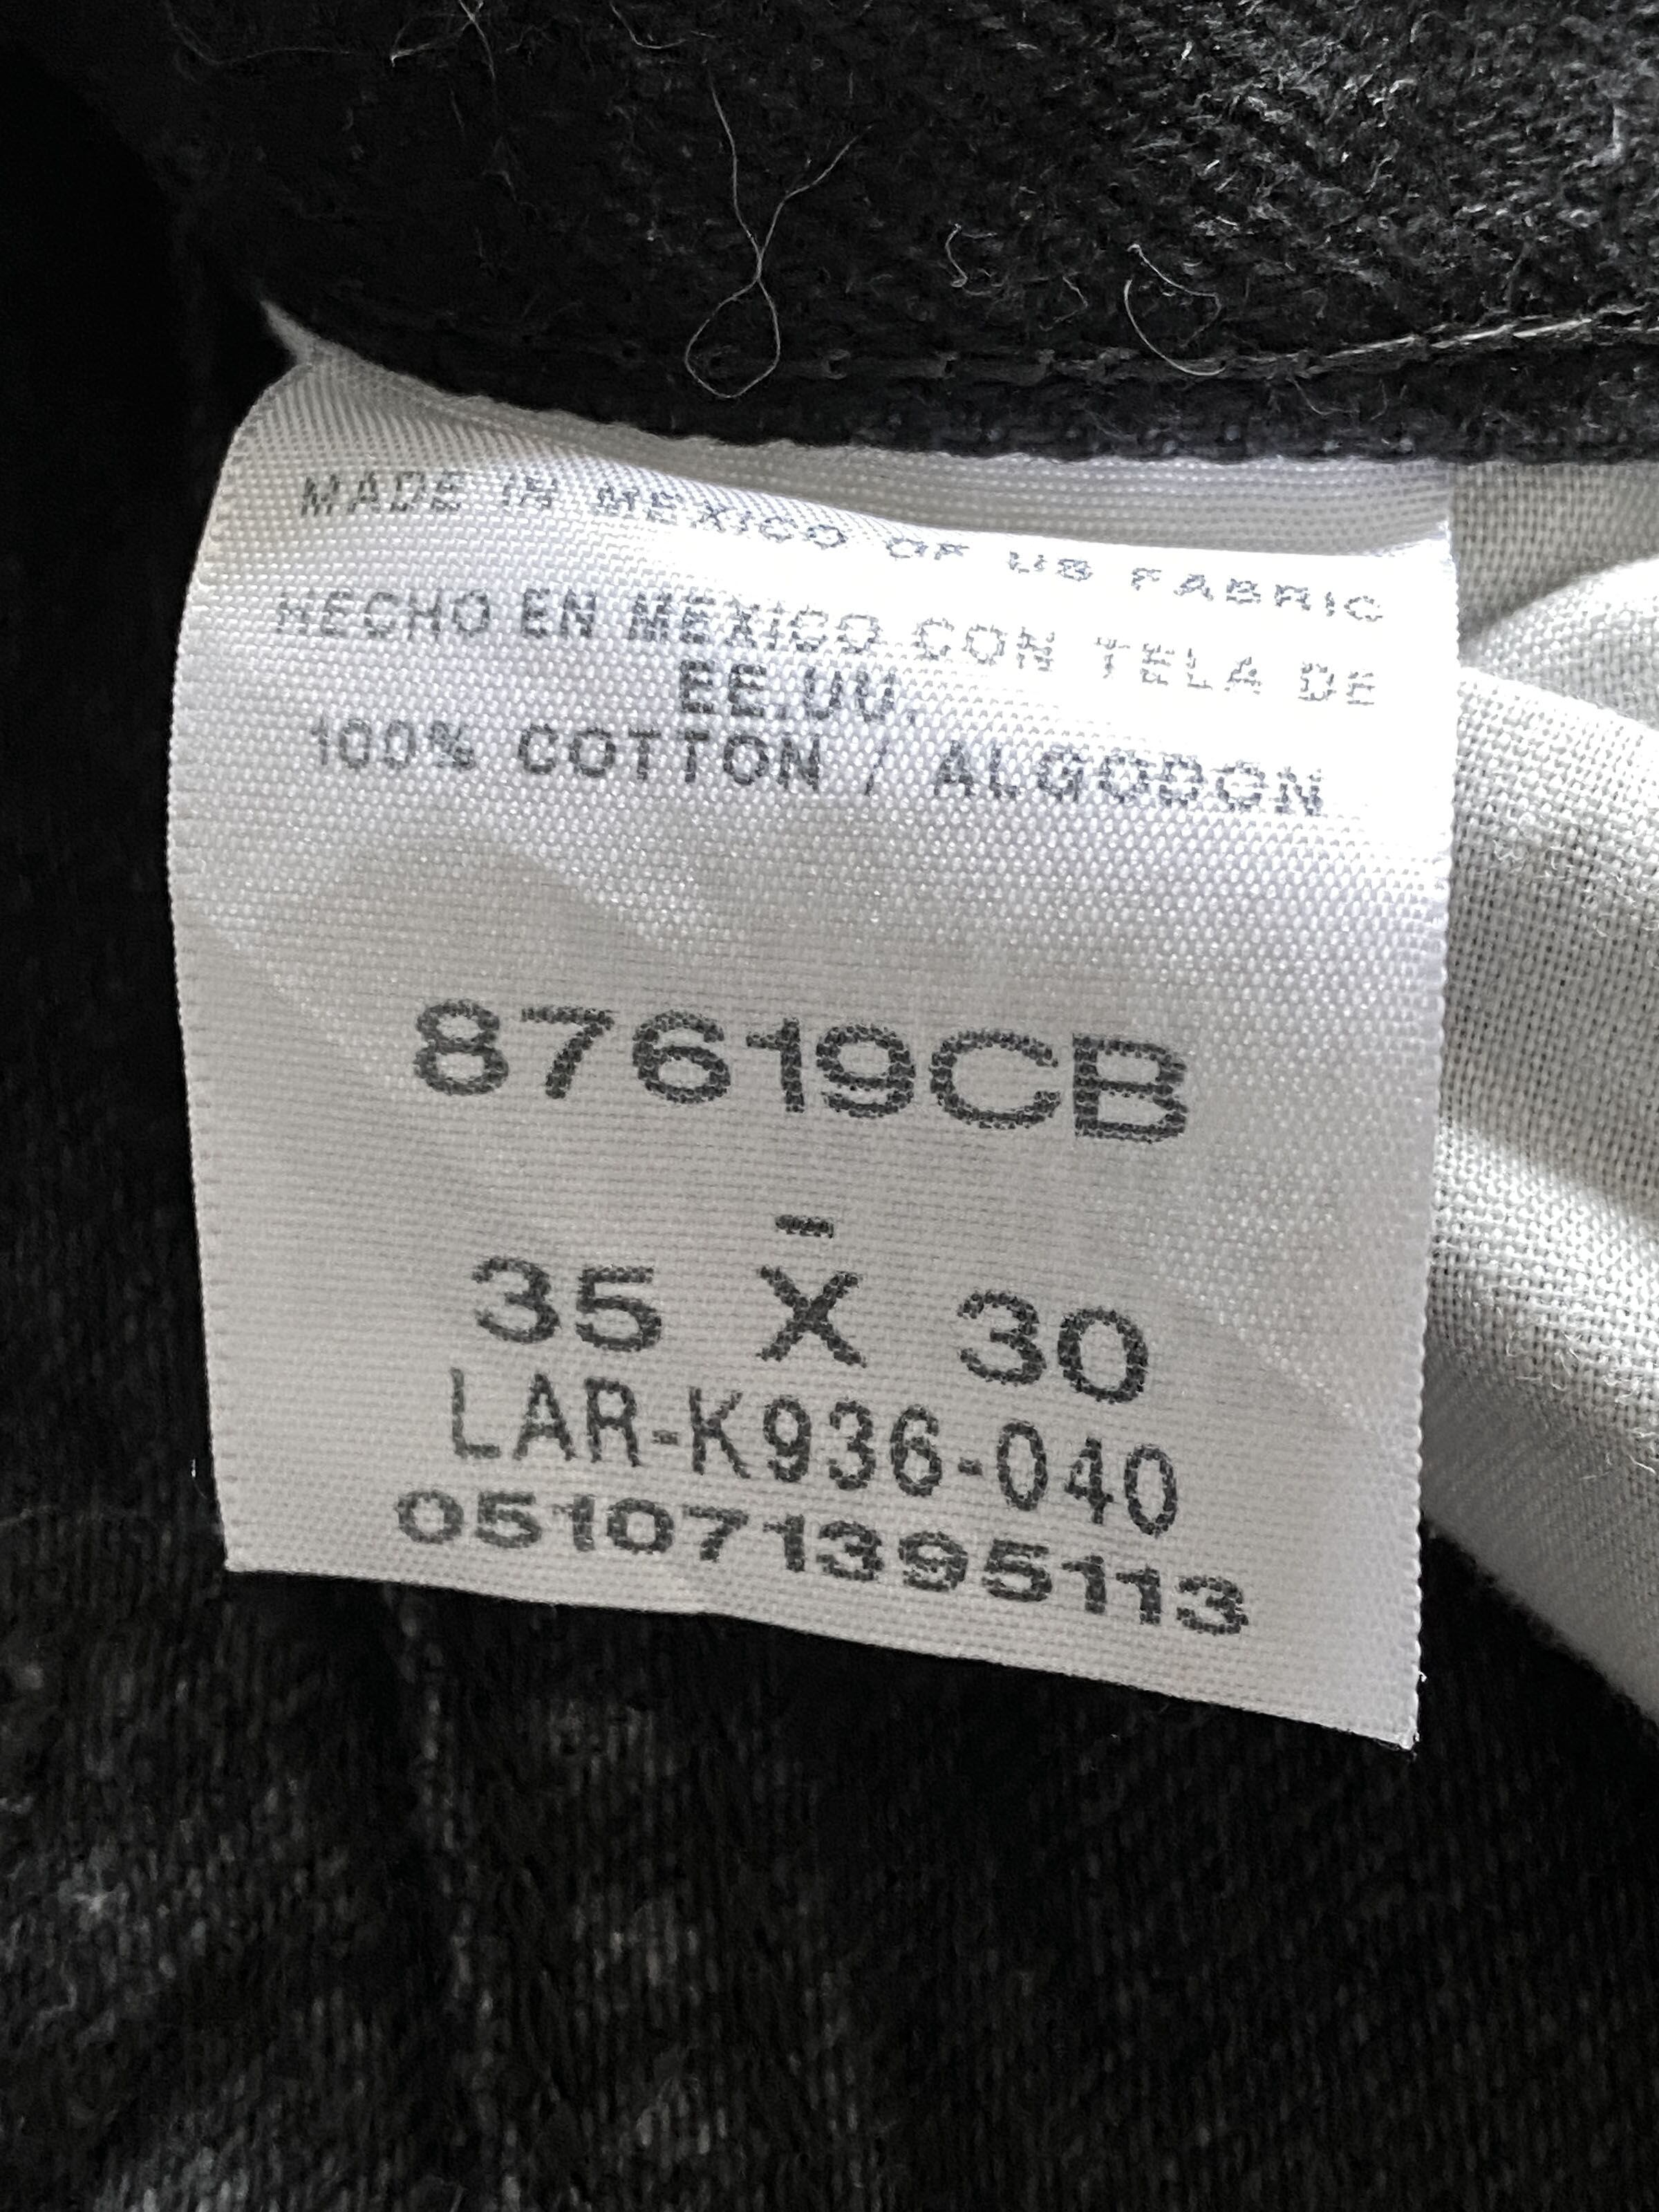 MADE IN MEXICO OF US FABRIC
HECHO EN MEXICO CON TELA DE
EE.UU.
100% COTTON / ALGODON
87619CB
-
35 X 30
LAR-K936-040
051071395113